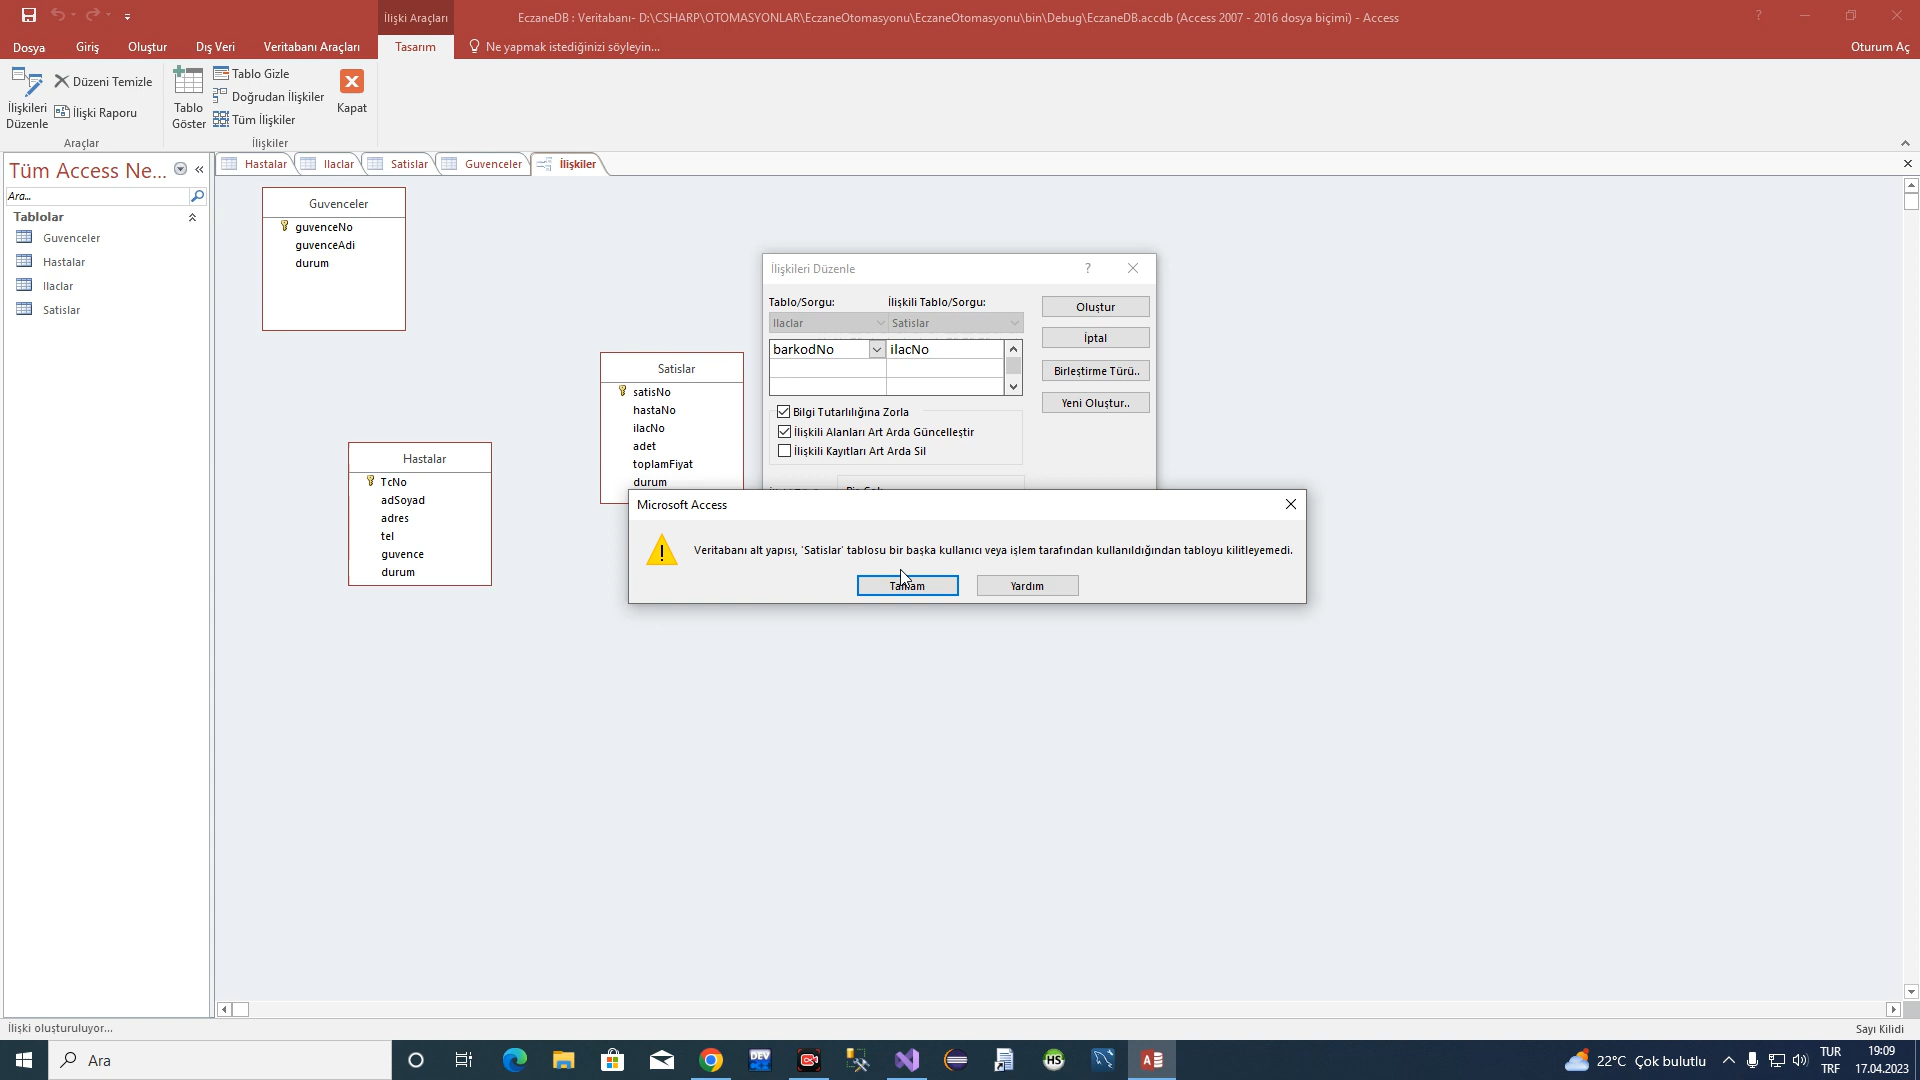 İlişki Araçları
EczaneDB : Veritabanı- D:\CSHARP\OTOMASYONLAR\EczaneOtomasyonu\EczaneOtomasyonu\bin\Debug\EczaneDB.accdb (Access 2007 - 2016 dosya biçimi) - Access
Dosya Giriş Oluştur Dış Veri Veritabanı Araçları Tasarım Ne yapmak istediğinizi söyleyin... Oturum Aç
İlişkileri Düzenle
Düzeni Temizle
İlişki Raporu
Araçlar
Tablo Göster
Tablo Gizle
Doğrudan İlişkiler
Tüm İlişkiler
İlişkiler
Kapat
Tüm Access Ne...
Ara...
Tablolar
Guvenceler
Hastalar
Ilaclar
Satislar
Hastalar Ilaclar Satislar Guvenceler İlişkiler
Guvenceler
guvenceNo
guvenceAdi
durum
Hastalar
TcNo
adSoyad
adres
tel
guvence
durum
Satislar
satisNo
hastaNo
ilacNo
adet
toplamFiyat
durum
İlişkileri Düzenle
Tablo/Sorgu: İlişkili Tablo/Sorgu:
Ilaclar Satislar
barkodNo ilacNo
Bilgi Tutarlılığına Zorla
İlişkili Alanları Art Arda Güncelleştir
İlişkili Kayıtları Art Arda Sil
Oluştur
İptal
Birleştirme Türü..
Yeni Oluştur..
Microsoft Access
Veritabanı alt yapısı, 'Satislar' tablosu bir başka kullanıcı veya işlem tarafından kullanıldığından tabloyu kilitleyemedi.
Tamam Yardım
İlişki oluşturuluyor...
Sayı Kilidi
Ara
DEV
HS
22°C Çok bulutlu
TUR
TRF
19:09
17.04.2023